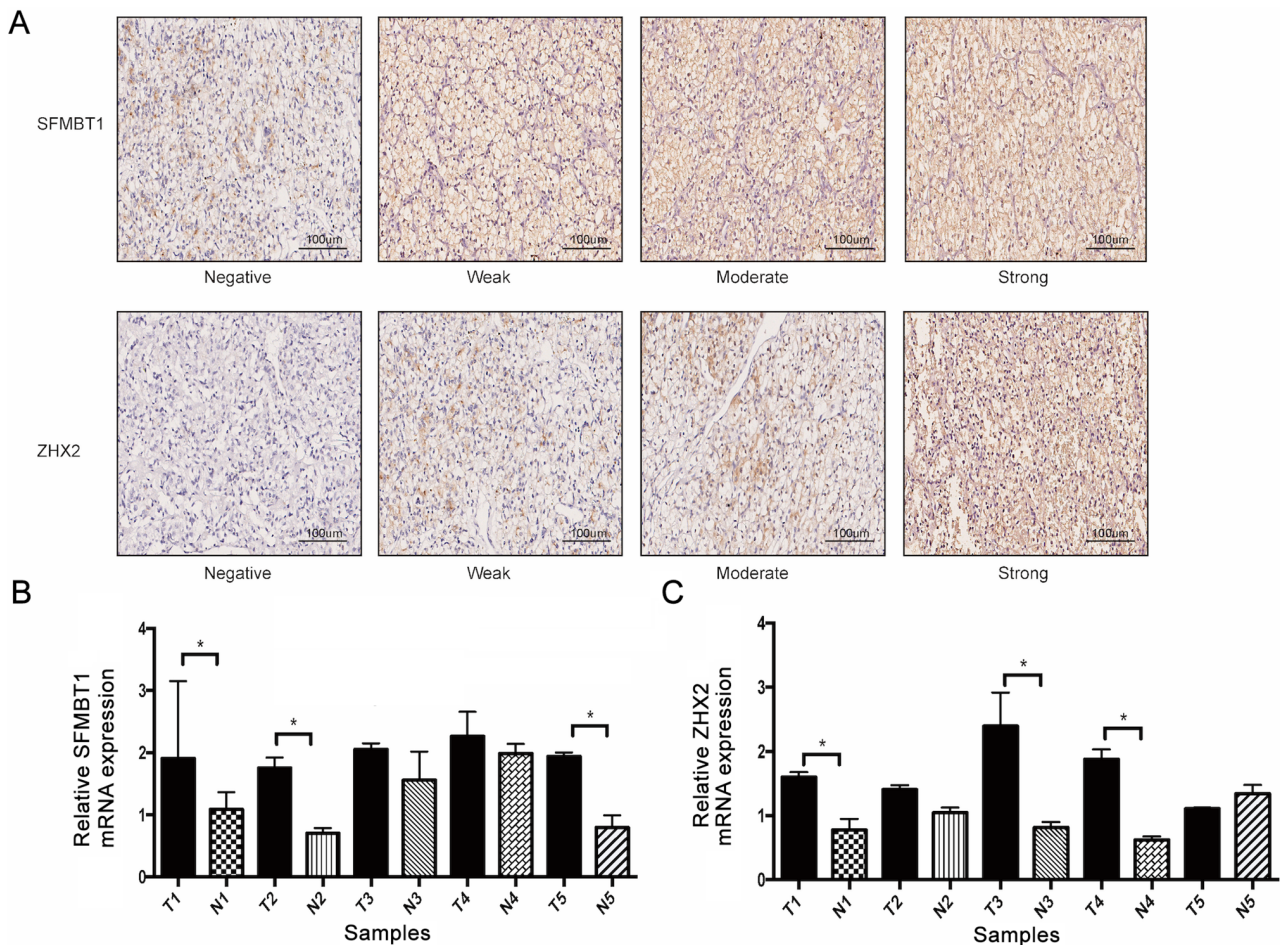 A
SFMBT1
100um
100um
100um
100um
Negative
Weak
Moderate
Strong
ZHX2
100um
100um
100um
100um
Negative
Weak
Moderate
Strong
B
Relative SFMBT1
mRNA expression
4
3
2
1
0
*
*
*
T1
N1
T2
N2
T3
N3
T4
N4
T5
N5
Samples
C
Relative ZHX2
mRNA expression
4
3
2
1
0
*
*
*
T1
N1
T2
N2
T3
N3
T4
N4
T5
N5
Samples